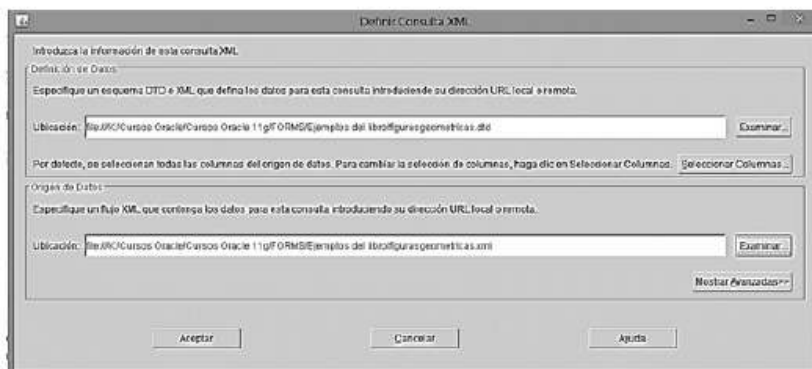 Definir Consulta XML
Introduzca la información de esta consulta XML
Definición de Datos
Especifique un esquema DTD o XML que defina los datos para esta consulta introduciendo su dirección URL local o remota.
Ubicación: file:///K:/Cursos Oracle/Cursos Oracle 11g/FORMS/Ejemplos del libro/figurasgeometricas.dtd Examinar...
Por defecto, se seleccionan todas las columnas del origen de datos. Para cambiar la selección de columnas, haga clic en Seleccionar Columnas. Seleccionar Columnas...
Origen de Datos
Especifique un flujo XML que contenga los datos para esta consulta introduciendo su dirección URL local o remota.
Ubicación: Cursos Oracle/Cursos Oracle 11g/FORMS/Ejemplos del libro/figurasgeometricas.xml Examinar...
Mostrar Avanzadas>>
Aceptar Cancelar Ayuda